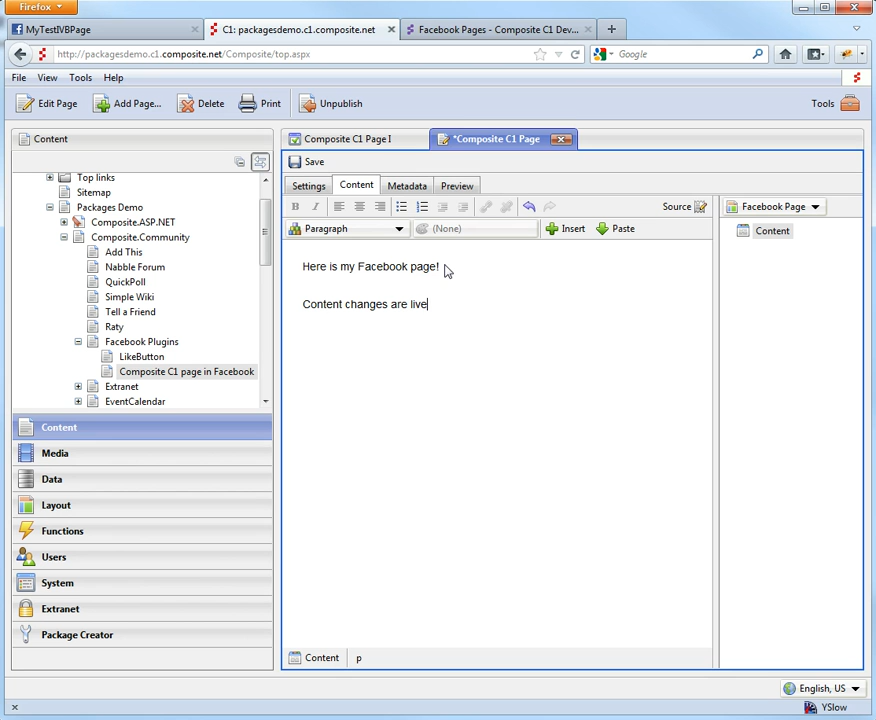 Firefox
MyTestIVBPage
C1: packagesdemo.c1.composite.net
Facebook Pages - Composite C1 Dev...
http://packagesdemo.c1.composite.net/Composite/top.aspx
Google
File View Tools Help
Edit Page
Add Page...
Delete
Print
Unpublish
Tools
Content
Composite C1 Page I
*Composite C1 Page
Save
Settings
Content
Metadata
Preview
B I
Source
Paragraph
(None)
Insert
Paste
Facebook Page
Content
Top links
Sitemap
Packages Demo
Composite.ASP.NET
Composite.Community
Add This
Nabble Forum
QuickPoll
Simple Wiki
Tell a Friend
Raty
Facebook Plugins
LikeButton
Composite C1 page in Facebook
Extranet
EventCalendar
Here is my Facebook page!
Content changes are live
Content
Media
Data
Layout
Functions
Users
System
Extranet
Package Creator
Content
p
English, US
YSlow